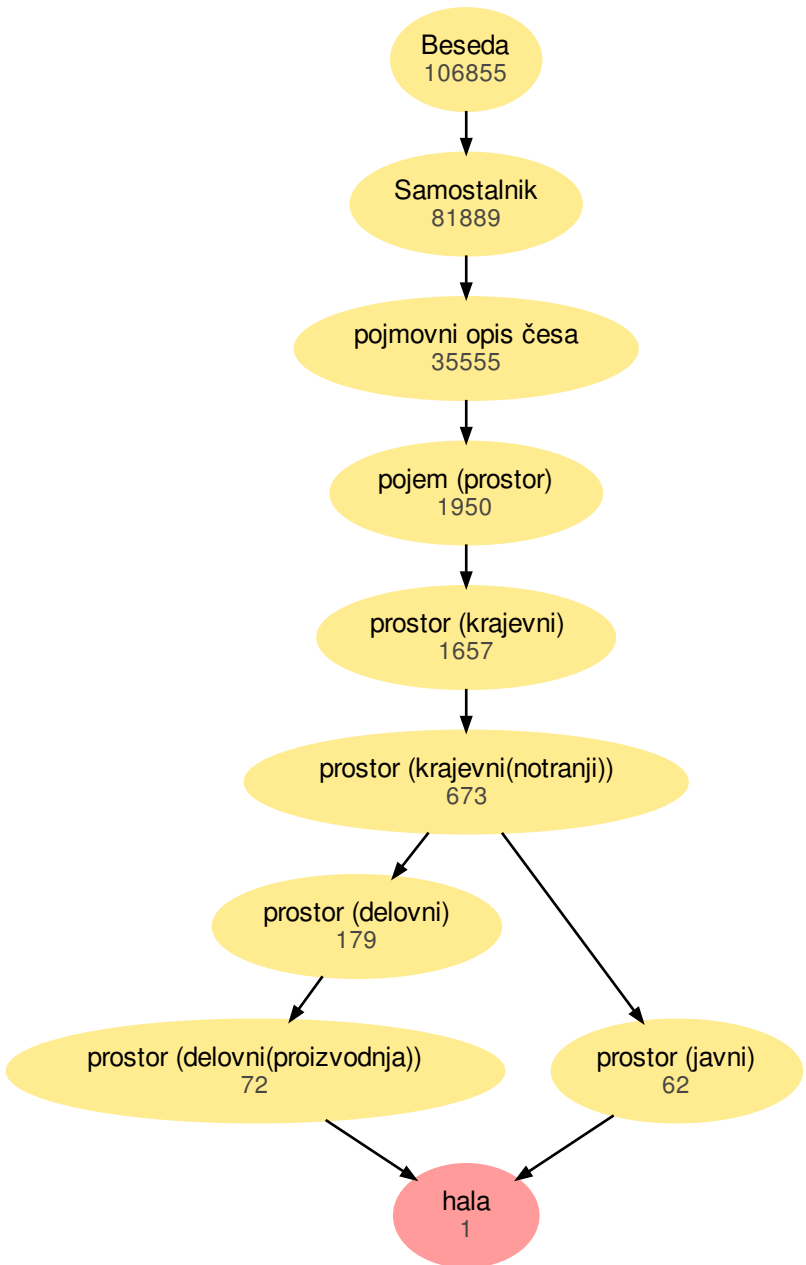 Beseda
106855
Samostalnik
81889
pojmovni opis česa
35555
pojem (prostor)
1950
prostor (krajevni)
1657
prostor (krajevni(notranji))
673
prostor (delovni)
179
prostor (delovni(proizvodnja))
72
prostor (javni)
62
hala
1